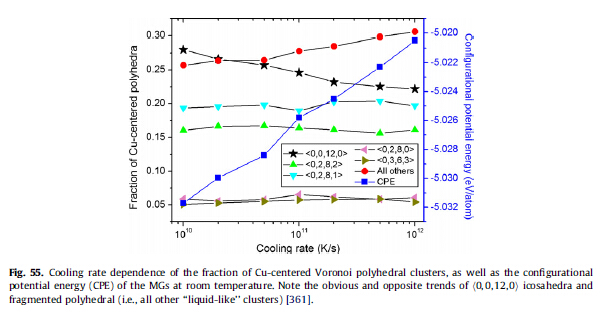 Fraction of Cu-centered polyhedra
0.30
0.25
0.20
0.15
0.10
0.05
-5.020
-5.022
-5.024
-5.026
-5.028
-5.030
-5.032
Configurational potential energy (eV/atom)
<0,0,12,0>
<0,2,8,2>
<0,2,8,1>
<0,2,8,0>
<0,3,6,3>
All others
CPE
10^10
10^11
10^12
Cooling rate (K/s)
Fig. 55. Cooling rate dependence of the fraction of Cu-centered Voronoi polyhedral clusters, as well as the configurational
potential energy (CPE) of the MGs at room temperature. Note the obvious and opposite trends of ⟨0,0,12,0⟩ icosahedra and
fragmented polyhedral (i.e., all other “liquid-like” clusters) [361].